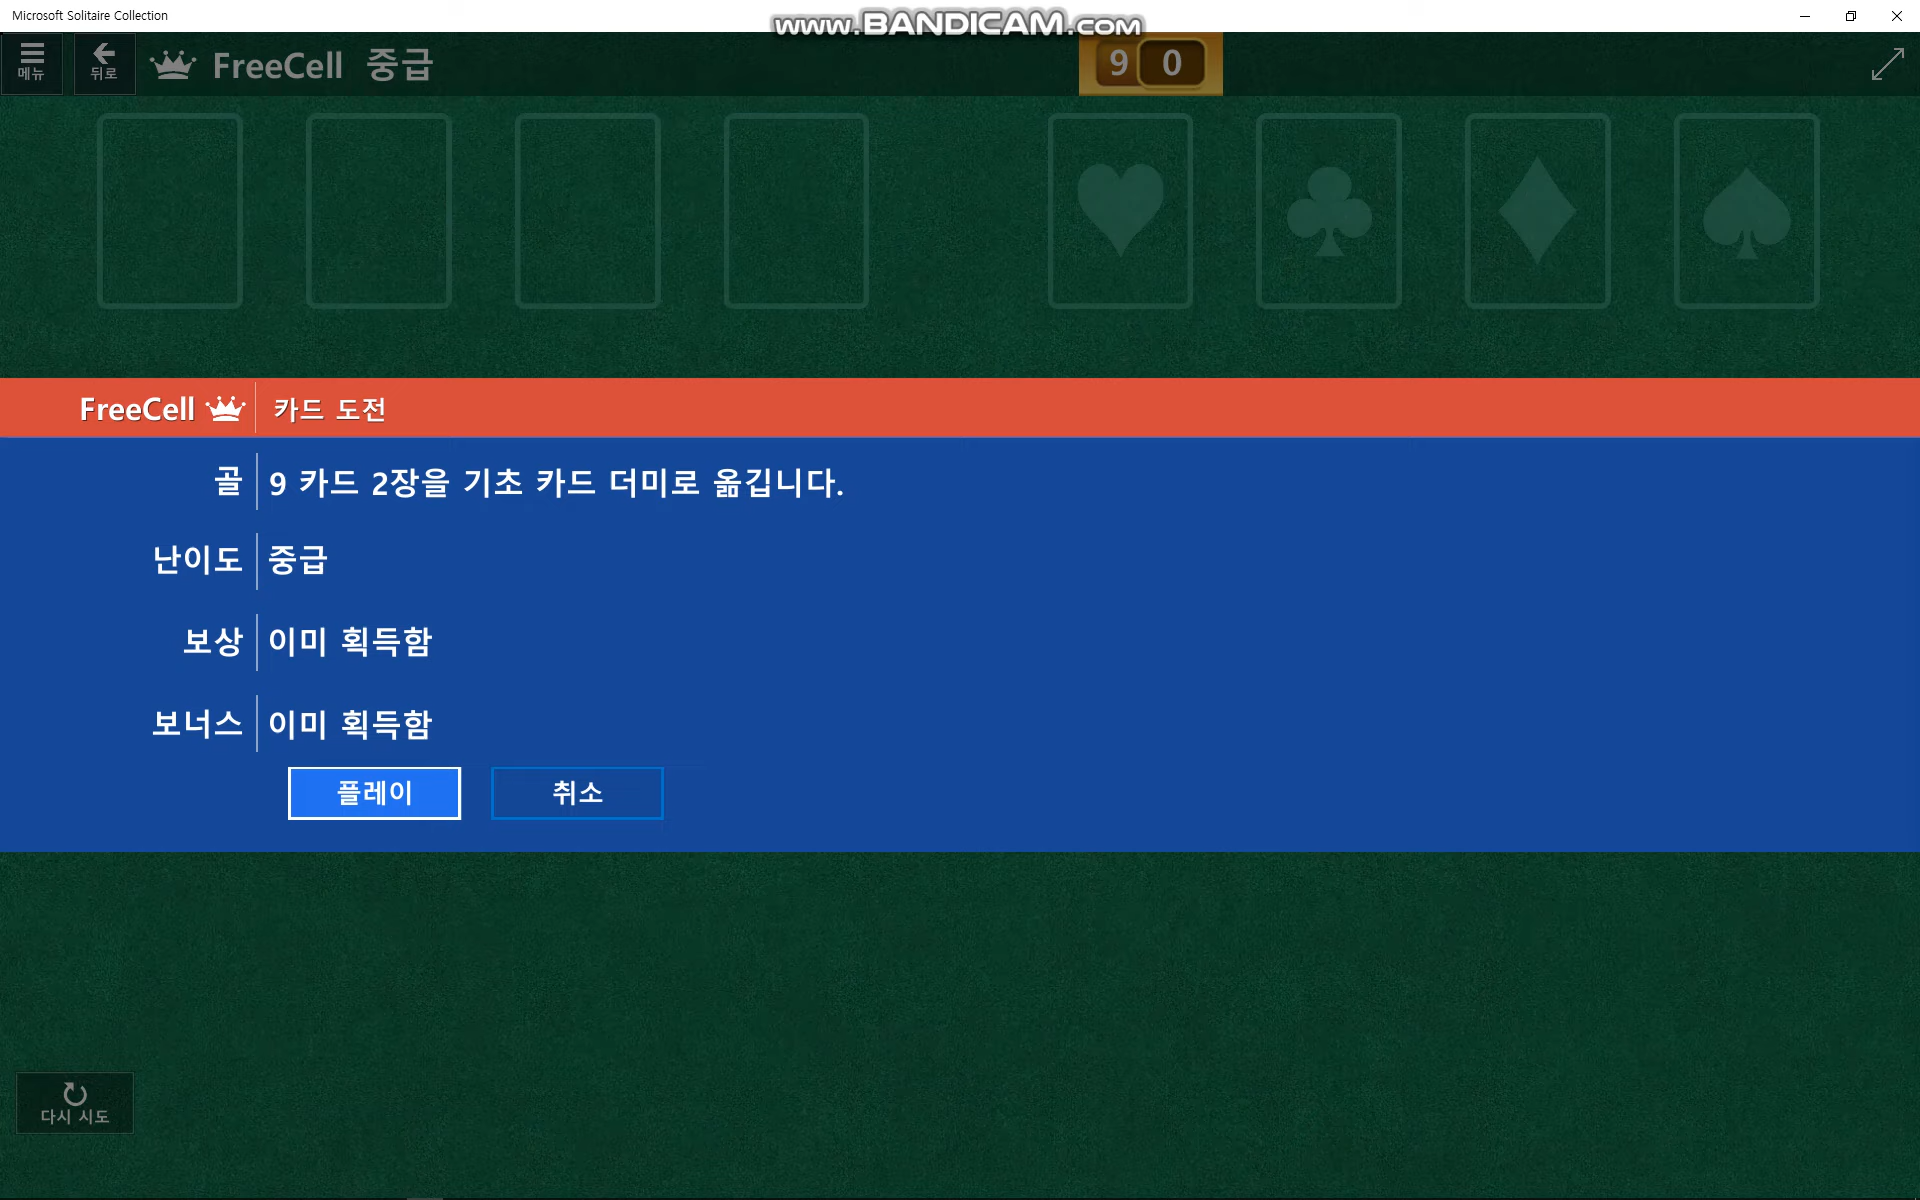 Microsoft Solitaire Collection
www.BANDICAM.com
메뉴
뒤로
FreeCell 중급
9 0
FreeCell 카드 도전
골 9 카드 2장을 기초 카드 더미로 옮깁니다.
난이도 중급
보상 이미 획득함
보너스 이미 획득함
플레이 취소
다시 시도